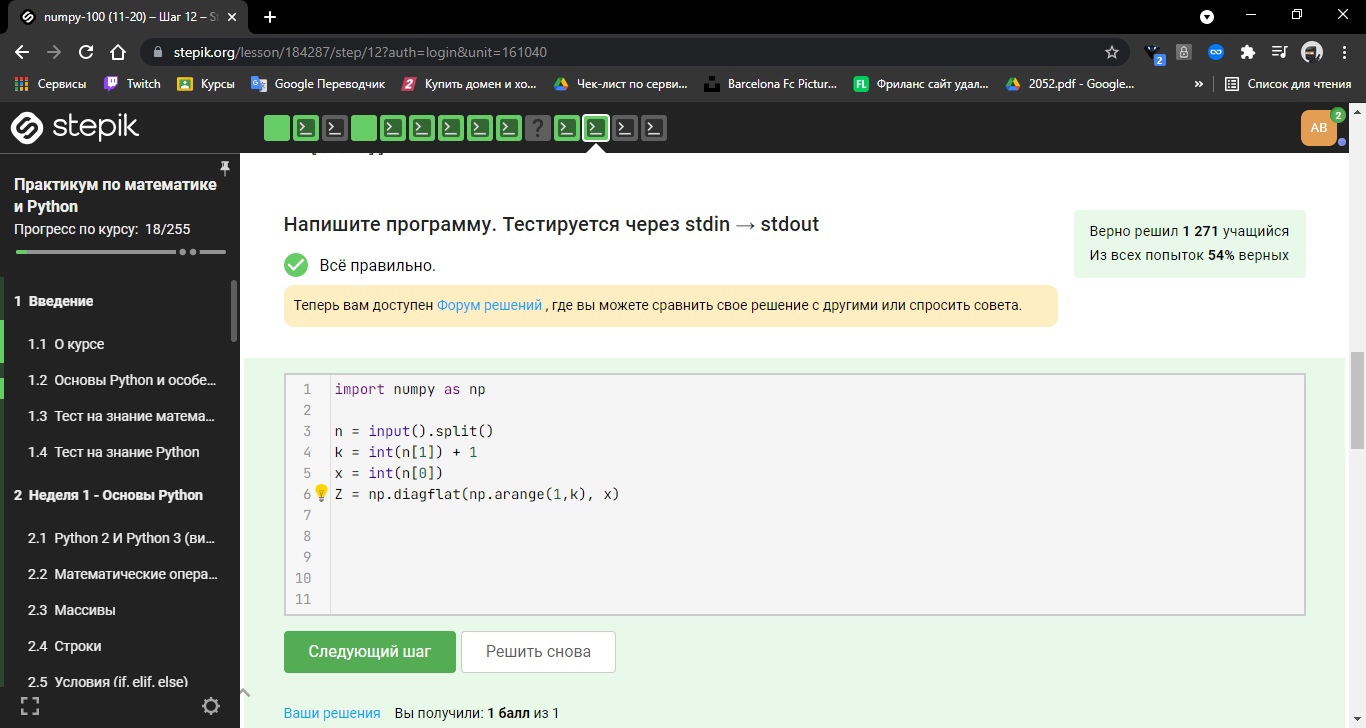 numpy-100 (11-20) – Шаг 12 – S
stepik.org/lesson/184287/step/12?auth=login&unit=161040
2
Сервисы Twitch Курсы Google Переводчик Купить домен и хо... Чек-лист по серви... Barcelona Fc Pictur... FL Фриланс сайт удал... 2052.pdf - Google... » Список для чтения
stepik
?
АВ 2
Практикум по математике
и Python
Прогресс по курсу: 18/255
1 Введение
1.1 О курсе
1.2 Основы Python и особе...
1.3 Тест на знание матема...
1.4 Тест на знание Python
2 Неделя 1 - Основы Python
2.1 Python 2 И Python 3 (ви...
2.2 Математические опера...
2.3 Массивы
2.4 Строки
2.5 Условия (if, elif, else)
Напишите программу. Тестируется через stdin → stdout
Всё правильно.
Теперь вам доступен Форум решений , где вы можете сравнить свое решение с другими или спросить совета.
Верно решил 1 271 учащийся
Из всех попыток 54% верных
1 import numpy as np
2
3 n = input().split()
4 k = int(n[1]) + 1
5 x = int(n[0])
6 Z = np.diagflat(np.arange(1,k), x)
7
8
9
10
11
Следующий шаг Решить снова
Ваши решения Вы получили: 1 балл из 1